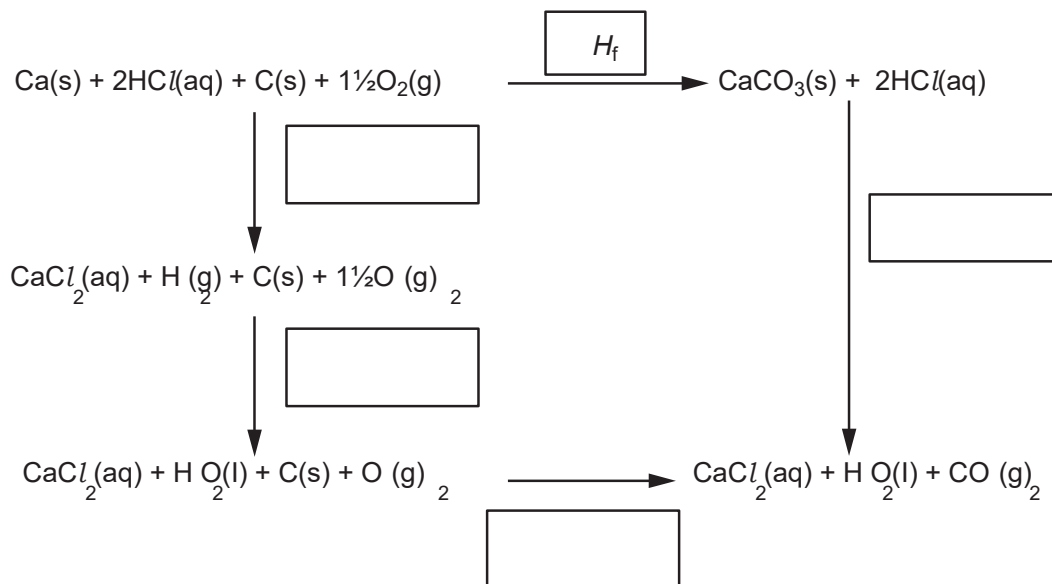 H_f
Ca(s) + 2HCl(aq) + C(s) + 1½O₂(g) CaCO₃(s) + 2HCl(aq)
CaCl₂(aq) + H₂(g) + C(s) + 1½O₂(g)
CaCl₂(aq) + H₂O(l) + C(s) + O₂(g) CaCl₂(aq) + H₂O(l) + CO₂(g)